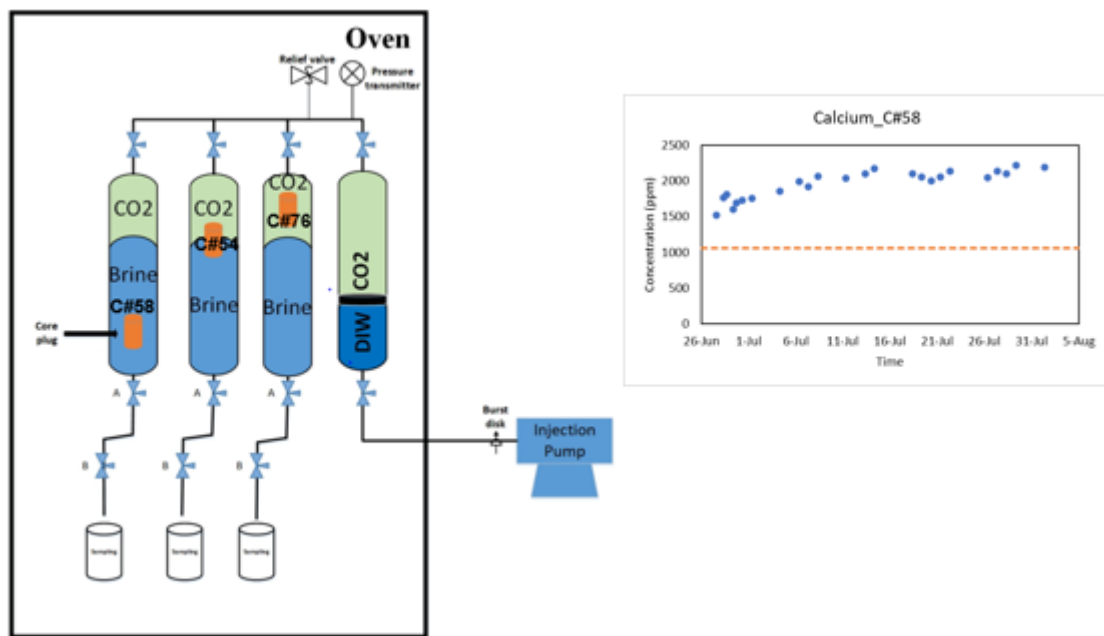 Oven
Relief valve
Pressure
transmitter
CO2
CO2
CO2
C#76
C#54
Brine
Brine
Brine
C#58
CO2
DIW
Core
plug
A
A
A
B
B
B
Sampling
Sampling
Sampling
Burst
disk
Injection
Pump
Calcium_C#58
Concentration (ppm)
2500
2000
1500
1000
500
0
26-Jun
1-Jul
6-Jul
11-Jul
16-Jul
21-Jul
26-Jul
31-Jul
5-Aug
Time